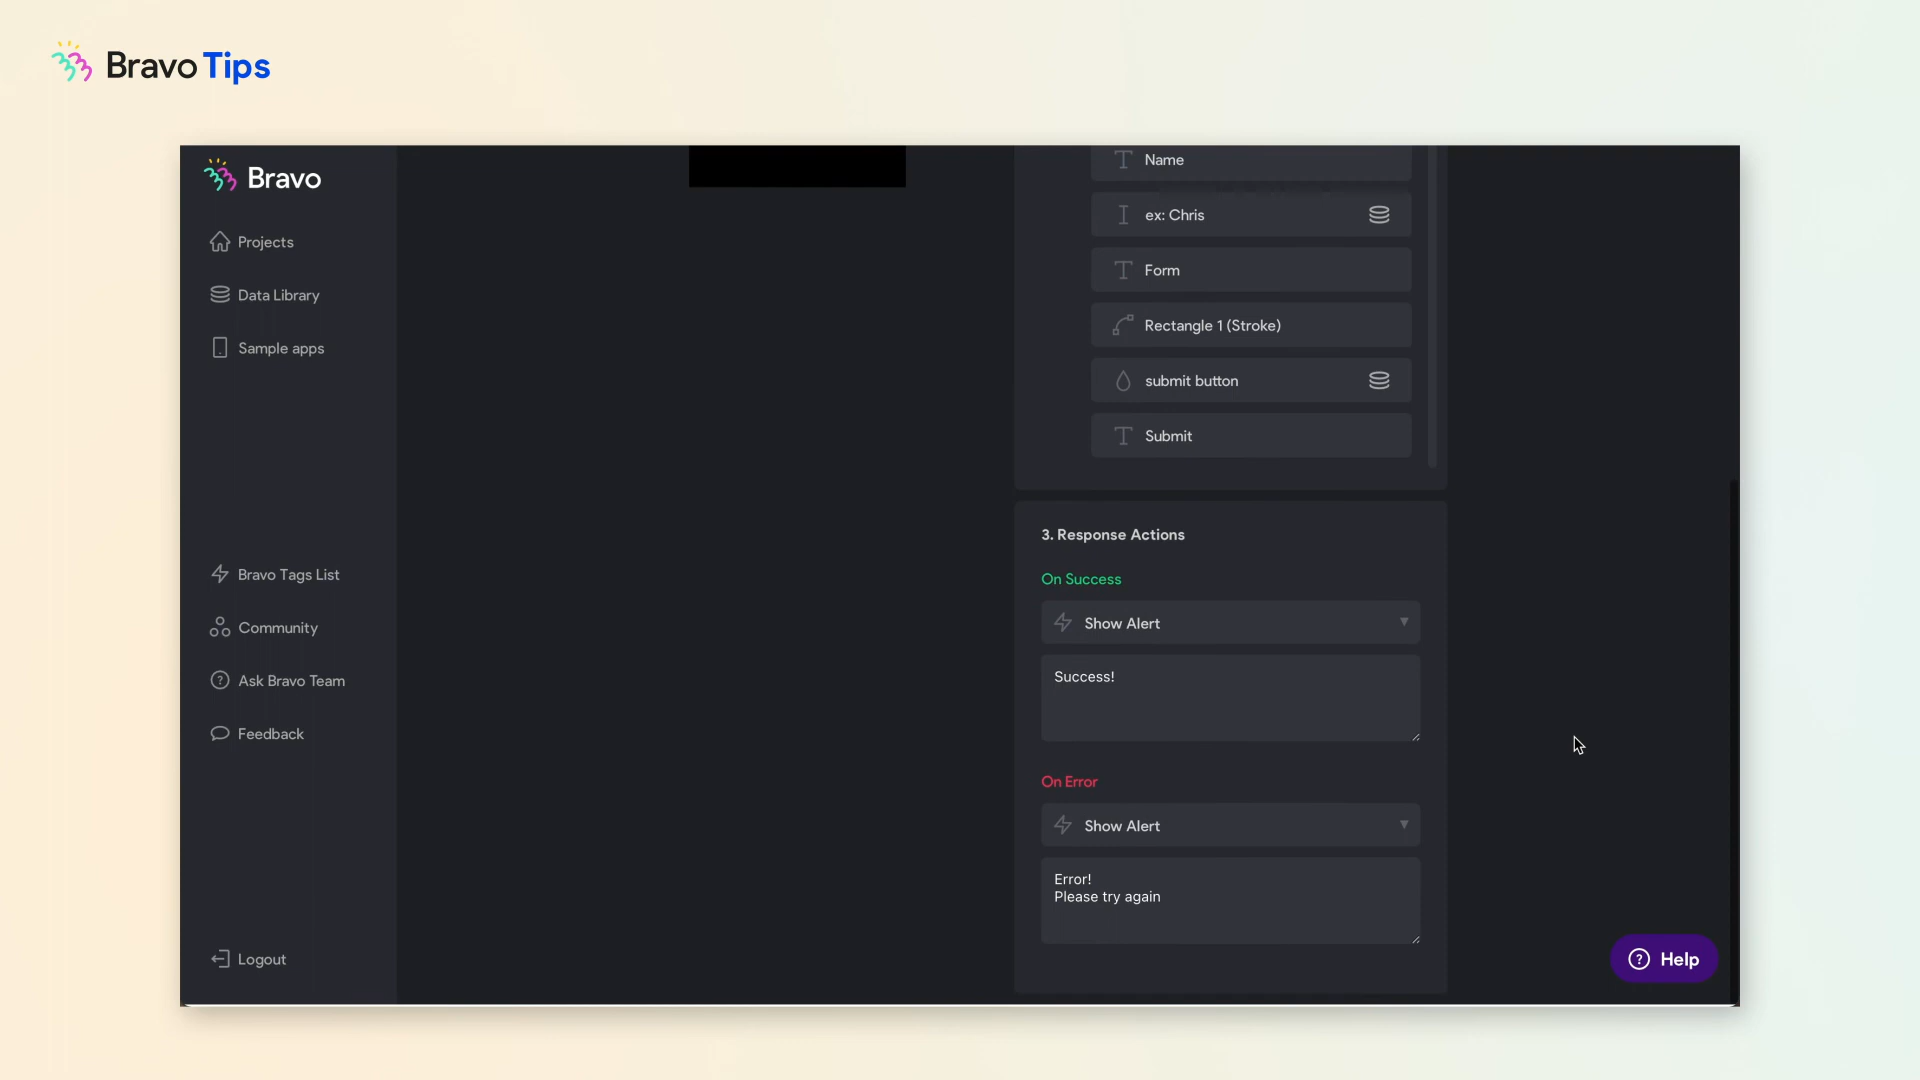 Bravo Tips
Bravo
Projects
Data Library
Sample apps
Bravo Tags List
Community
Ask Bravo Team
Feedback
Logout
Name
ex: Chris
Form
Rectangle 1 (Stroke)
submit button
Submit
3. Response Actions
On Success
Show Alert
Success!
On Error
Show Alert
Error!
Please try again
Help